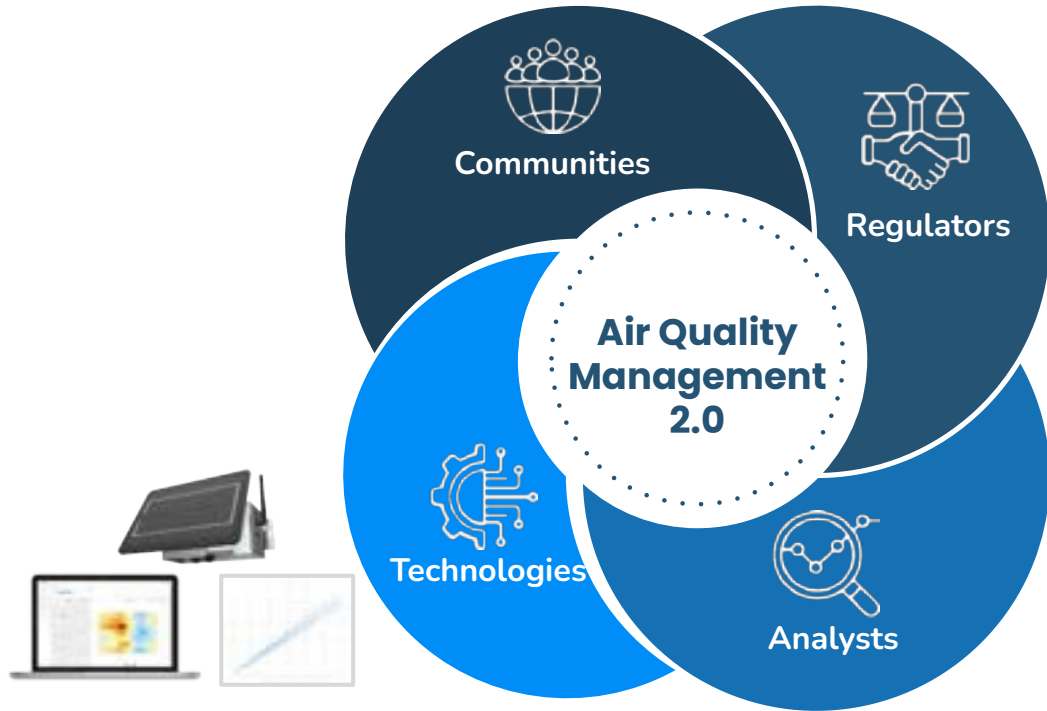 Communities
Regulators
Air Quality
Management
2.0
Technologies
Analysts